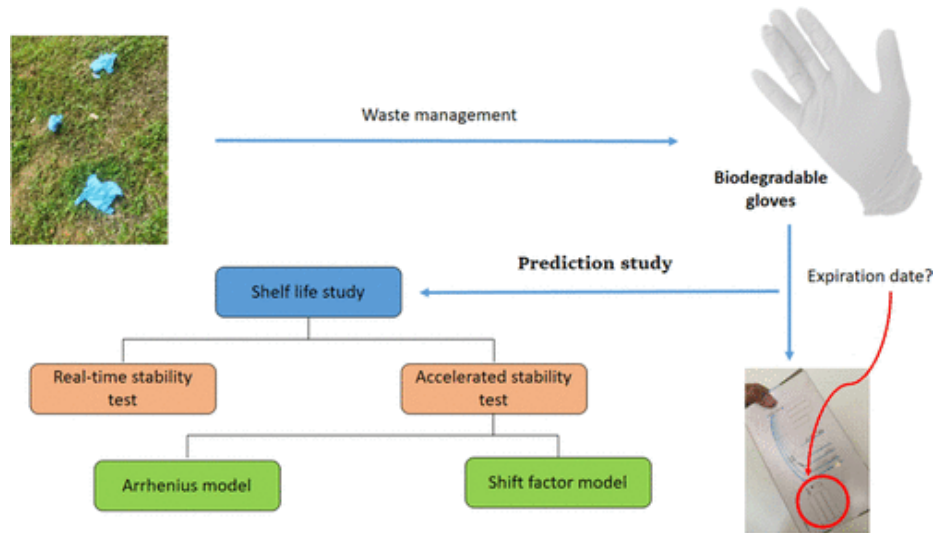 Waste management
Biodegradable
gloves
Prediction study
Expiration date?
Shelf life study
Real-time stability
test
Accelerated stability
test
Arrhenius model
Shift factor model